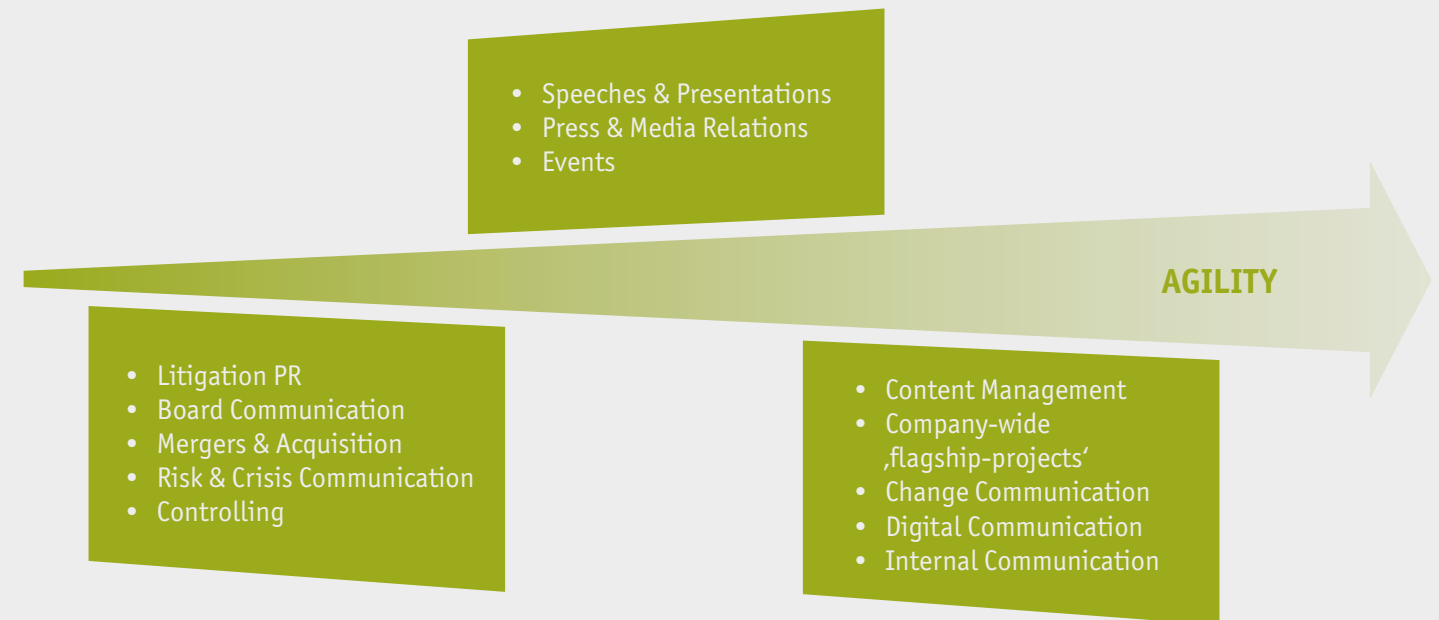 • Speeches & Presentations
• Press & Media Relations
• Events
AGILITY
• Litigation PR
• Board Communication
• Mergers & Acquisition
• Risk & Crisis Communication
• Controlling
• Content Management
• Company-wide
‚flagship-projects‘
• Change Communication
• Digital Communication
• Internal Communication